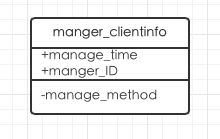 manger_clientinfo
+manage_time
+manger_ID
-manage_method